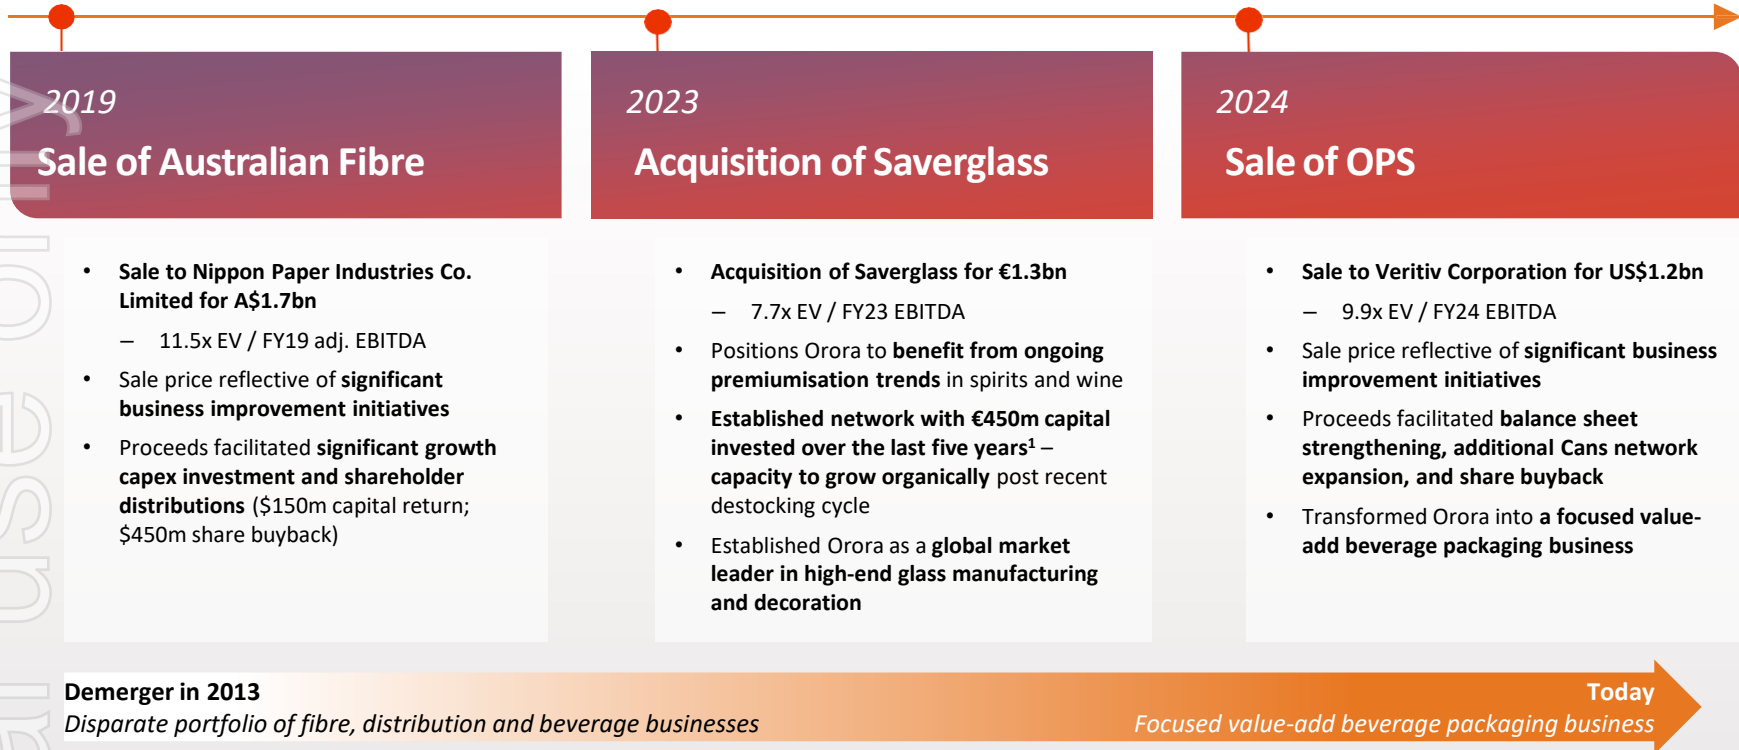 2019
Sale of Australian Fibre
• Sale to Nippon Paper Industries Co.
Limited for A$1.7bn
– 11.5x EV / FY19 adj. EBITDA
• Sale price reflective of significant
business improvement initiatives
• Proceeds facilitated significant growth
capex investment and shareholder
distributions ($150m capital return;
$450m share buyback)
2023
Acquisition of Saverglass
• Acquisition of Saverglass for €1.3bn
– 7.7x EV / FY23 EBITDA
• Positions Orora to benefit from ongoing
premiumisation trends in spirits and wine
• Established network with €450m capital
invested over the last five years¹ –
capacity to grow organically post recent
destocking cycle
• Established Orora as a global market
leader in high-end glass manufacturing
and decoration
2024
Sale of OPS
• Sale to Veritiv Corporation for US$1.2bn
– 9.9x EV / FY24 EBITDA
• Sale price reflective of significant business
improvement initiatives
• Proceeds facilitated balance sheet
strengthening, additional Cans network
expansion, and share buyback
• Transformed Orora into a focused value-
add beverage packaging business
Demerger in 2013
Disparate portfolio of fibre, distribution and beverage businesses
Today
Focused value-add beverage packaging business
al use only